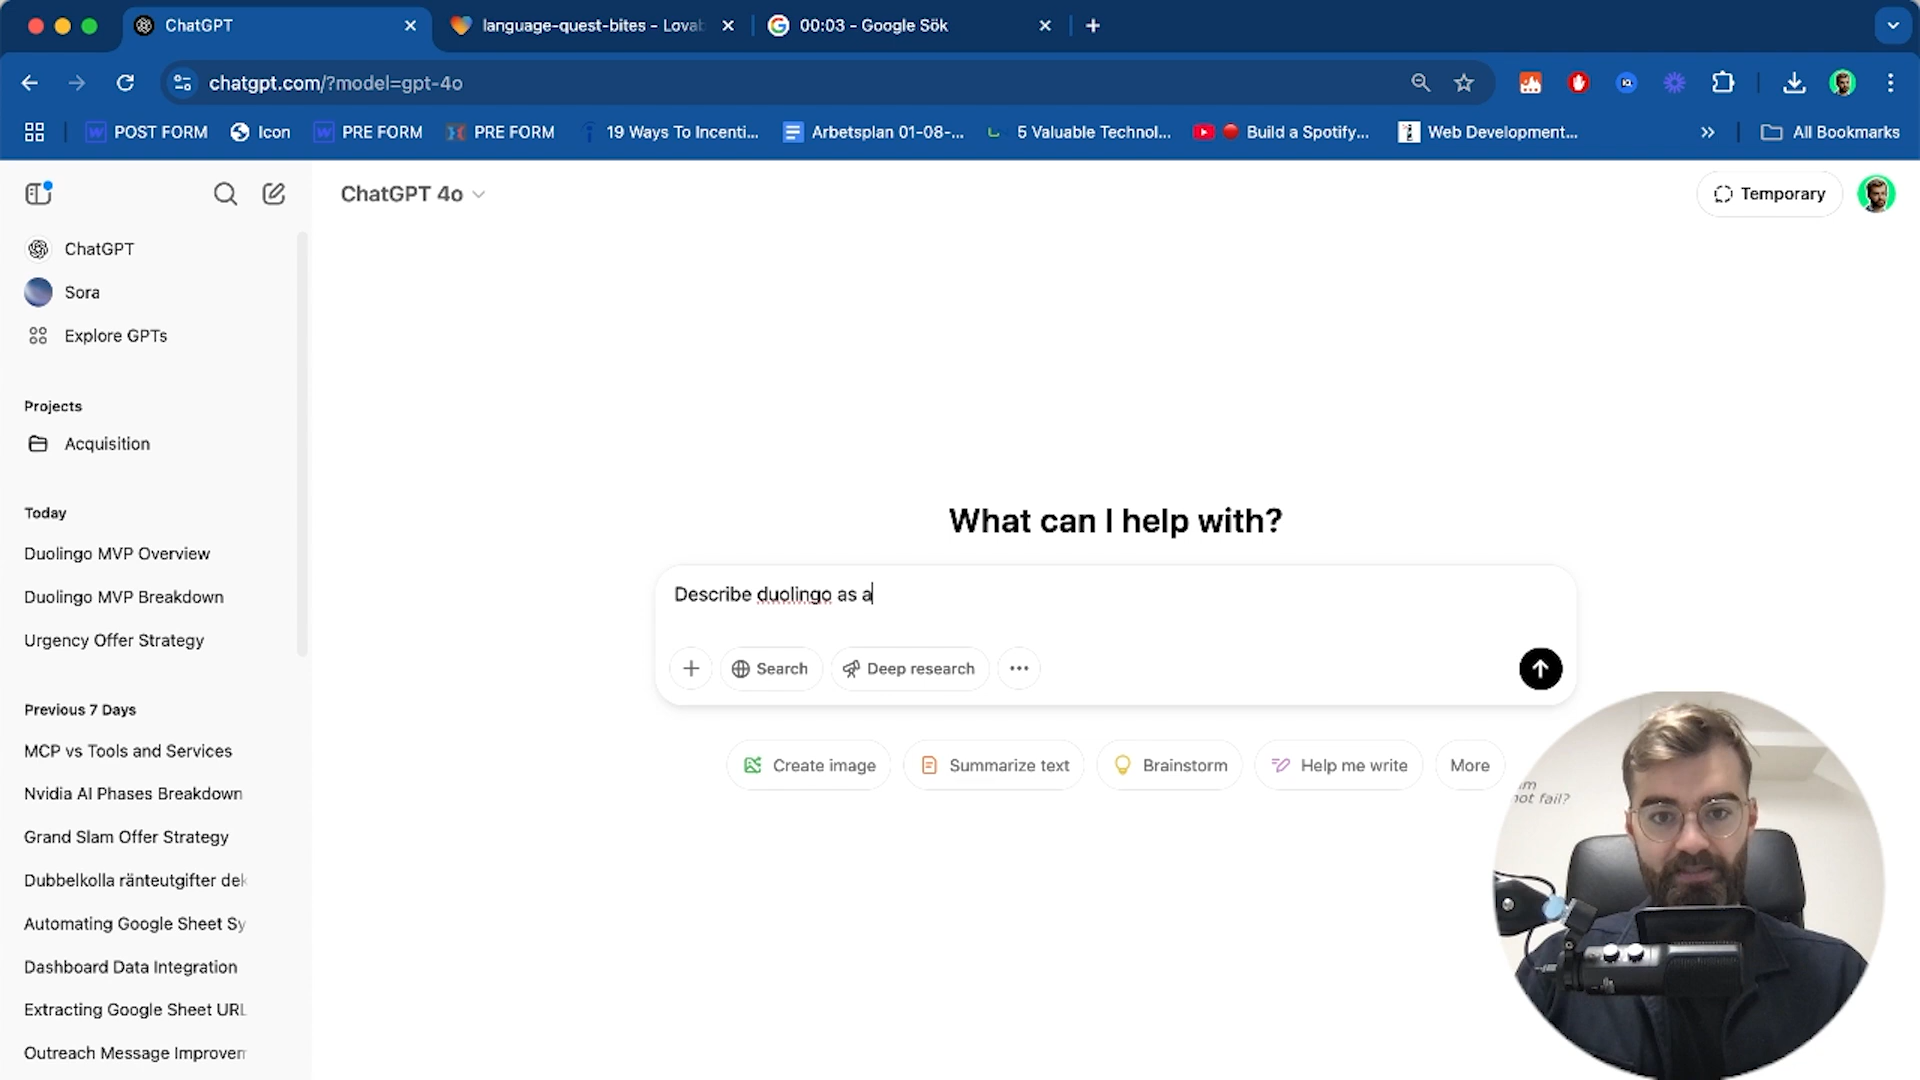 ChatGPT
language-quest-bites - Lovab
00:03 - Google Sök
chatgpt.com/?model=gpt-4o
POST FORM
Icon
PRE FORM
PRE FORM
19 Ways To Incenti...
Arbetsplan 01-08-...
5 Valuable Technol...
Build a Spotify...
Web Development...
All Bookmarks
ChatGPT 4o
Temporary
ChatGPT
Sora
Explore GPTs
Projects
Acquisition
Today
Duolingo MVP Overview
Duolingo MVP Breakdown
Urgency Offer Strategy
Previous 7 Days
MCP vs Tools and Services
Nvidia AI Phases Breakdown
Grand Slam Offer Strategy
Dubbelkolla ränteutgifter dek
Automating Google Sheet Sy
Dashboard Data Integration
Extracting Google Sheet URL
Outreach Message Improvem
What can I help with?
Describe duolingo as a
Search
Deep research
Create image
Summarize text
Brainstorm
Help me write
More
not fail?